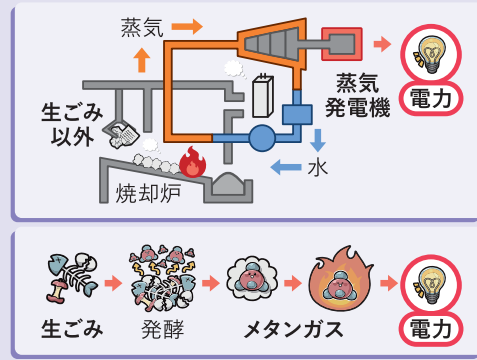 蒸気
生ごみ
以外
蒸気
発電機
電力
水
焼却炉
生ごみ
発酵
メタンガス
電力